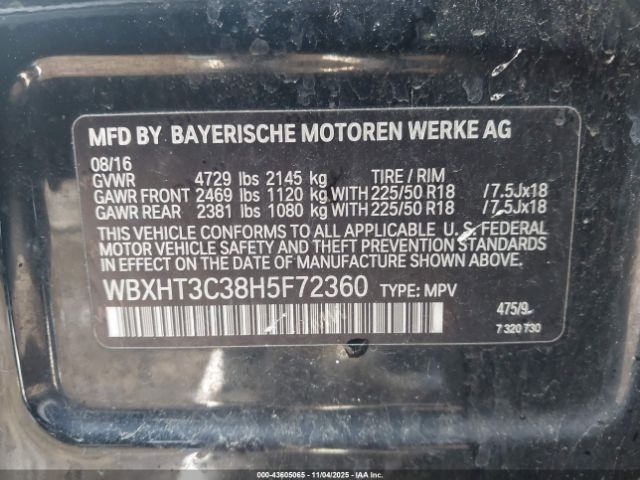 MFD BY BAYERISCHE MOTOREN WERKE AG
08/16
GVWR 4729 lbs 2145 kg TIRE / RIM
GAWR FRONT 2469 lbs 1120 kg WITH 225/50 R18 /7.5Jx18
GAWR REAR 2381 lbs 1080 kg WITH 225/50 R18 /7.5Jx18
THIS VEHICLE CONFORMS TO ALL APPLICABLE U.S. FEDERAL
MOTOR VEHICLE SAFETY AND THEFT PREVENTION STANDARDS
IN EFFECT ON THE DATE OF MANUFACTURE SHOWN ABOVE.
WBXHT3C38H5F72360 TYPE: MPV
475/9
7 320 730
00-43605065 - 11/04/2025 - IAAI.COM